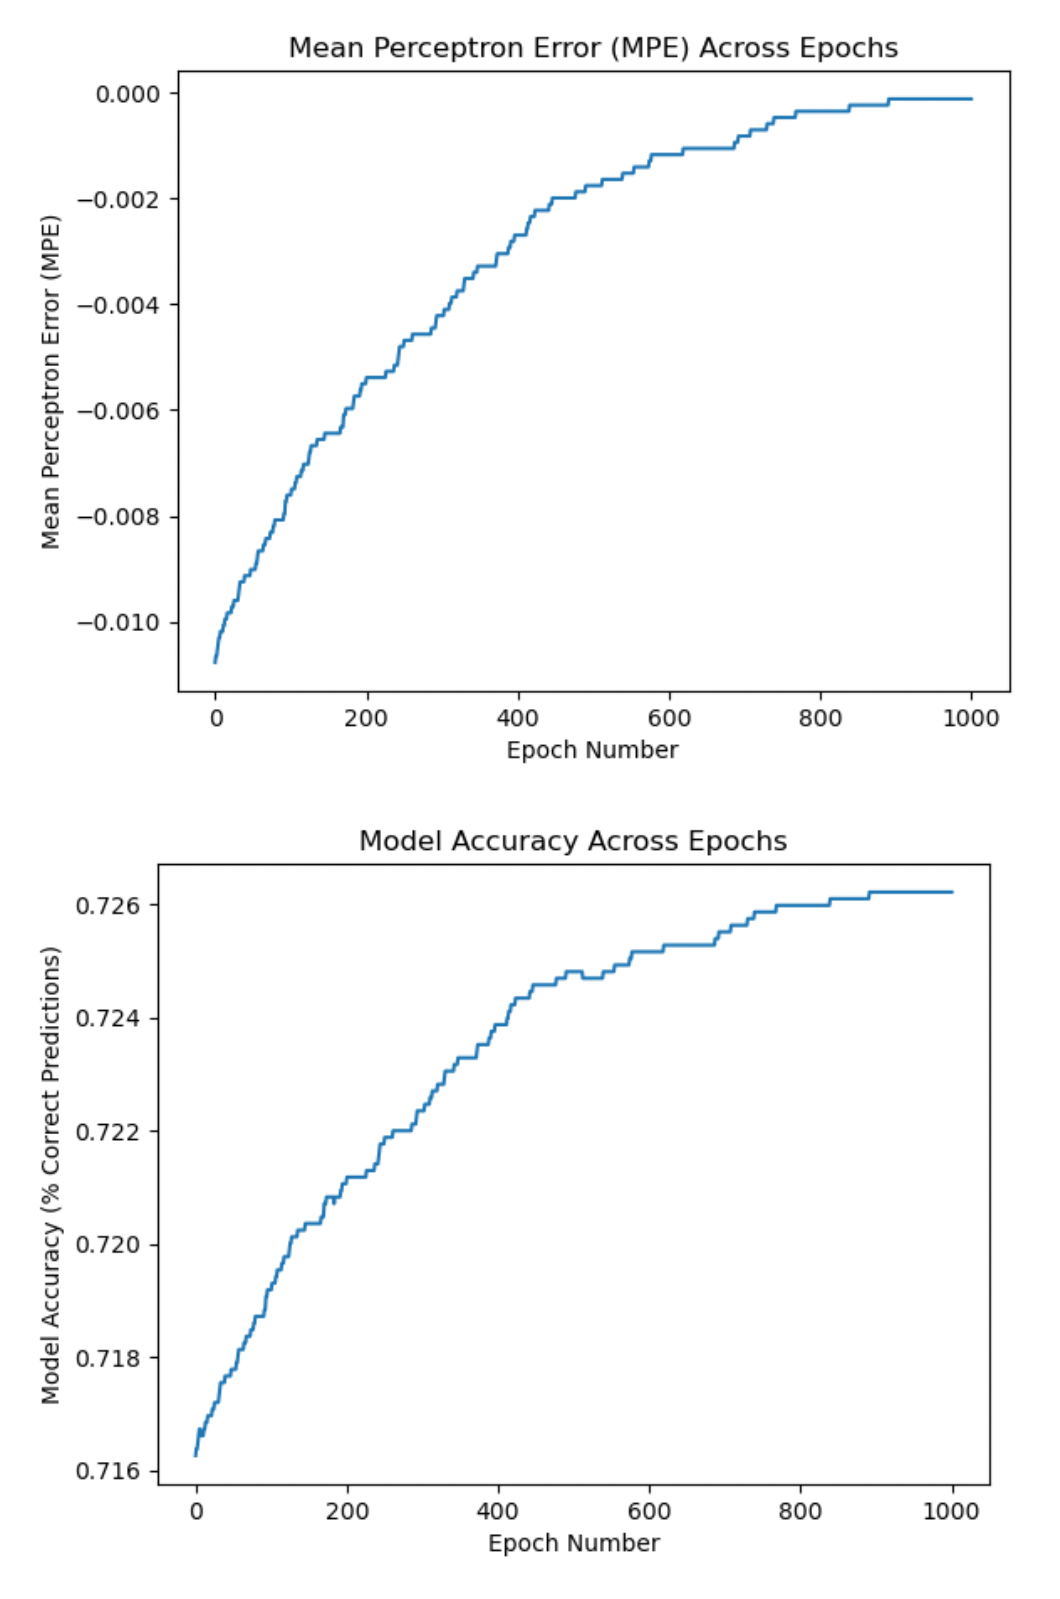 Mean Perceptron Error (MPE) Across Epochs
0.000
−0.002
−0.004
−0.006
−0.008
−0.010
Mean Perceptron Error (MPE)
0 200 400 600 800 1000
Epoch Number
Model Accuracy Across Epochs
0.726
0.724
0.722
0.720
0.718
0.716
Model Accuracy (% Correct Predictions)
0 200 400 600 800 1000
Epoch Number